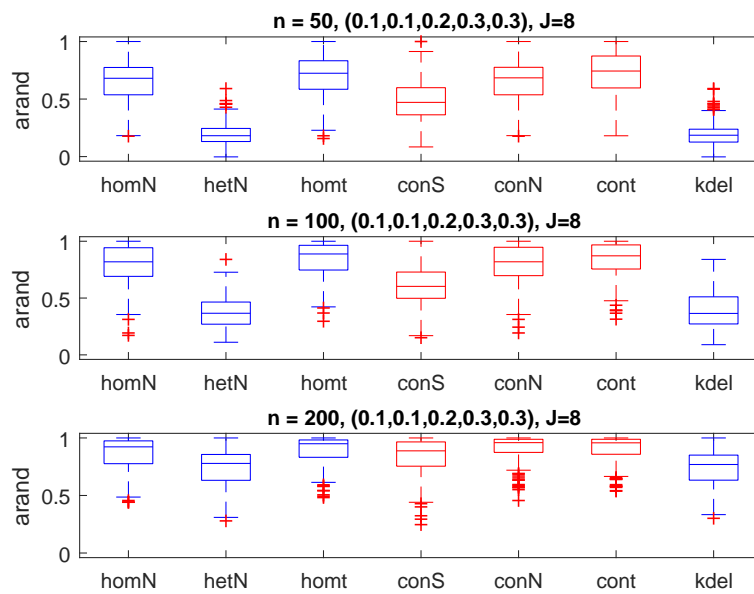 n = 50, (0.1,0.1,0.2,0.3,0.3), J=8
1
0.5
0
arand
homN hetN homt conS conN cont kdel
n = 100, (0.1,0.1,0.2,0.3,0.3), J=8
1
0.5
0
arand
homN hetN homt conS conN cont kdel
n = 200, (0.1,0.1,0.2,0.3,0.3), J=8
1
0.5
0
arand
homN hetN homt conS conN cont kdel